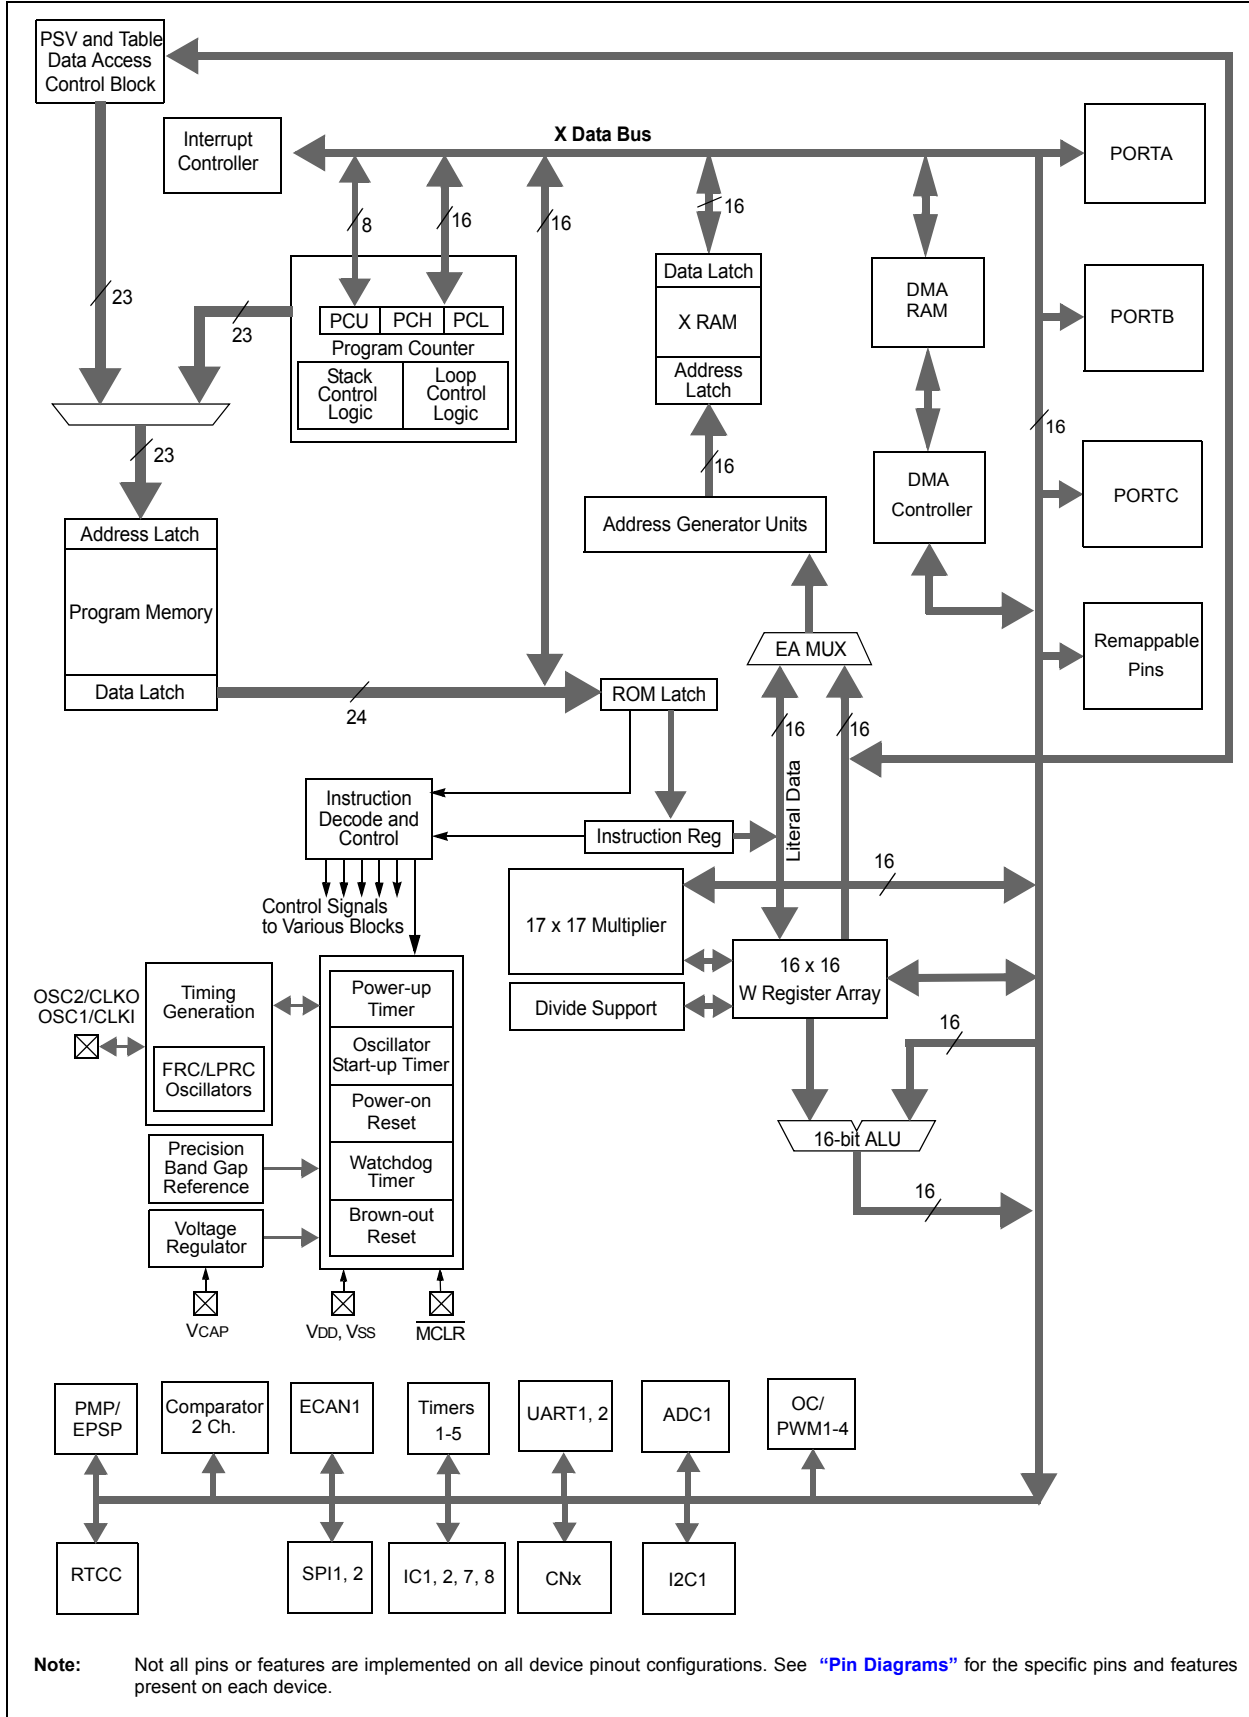 PSV and Table
Data Access
Control Block
Interrupt
Controller
X Data Bus
PORTA
8
16
16
16
23
23
PCU
PCH
PCL
Program Counter
Stack
Control
Logic
Loop
Control
Logic
Data Latch
X RAM
Address
Latch
DMA
RAM
PORTB
16
23
16
Address Latch
Program Memory
Data Latch
24
Address Generator Units
DMA
Controller
PORTC
EA MUX
Remappable
Pins
ROM Latch
16
16
Literal Data
Instruction
Decode and
Control
Instruction Reg
Control Signals
to Various Blocks
17 x 17 Multiplier
16
16 x 16
W Register Array
Divide Support
16
16-bit ALU
16
OSC2/CLKO
OSC1/CLKI
Timing
Generation
FRC/LPRC
Oscillators
Power-up
Timer
Oscillator
Start-up Timer
Power-on
Reset
Watchdog
Timer
Brown-out
Reset
Precision
Band Gap
Reference
Voltage
Regulator
VCAP
VDD, VSS
MCLR
PMP/
EPSP
Comparator
2 Ch.
ECAN1
Timers
1-5
UART1, 2
ADC1
OC/
PWM1-4
RTCC
SPI1, 2
IC1, 2, 7, 8
CNx
I2C1
Note: Not all pins or features are implemented on all device pinout configurations. See “Pin Diagrams” for the specific pins and features
present on each device.